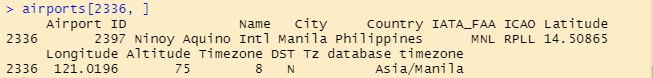 > airports[2336, ]
Airport ID Name City Country IATA_FAA ICAO Latitude
2336 2397 Ninoy Aquino Intl Manila Philippines MNL RPLL 14.50865
Longitude Altitude Timezone DST Tz database timezone
2336 121.0196 75 8 N Asia/Manila